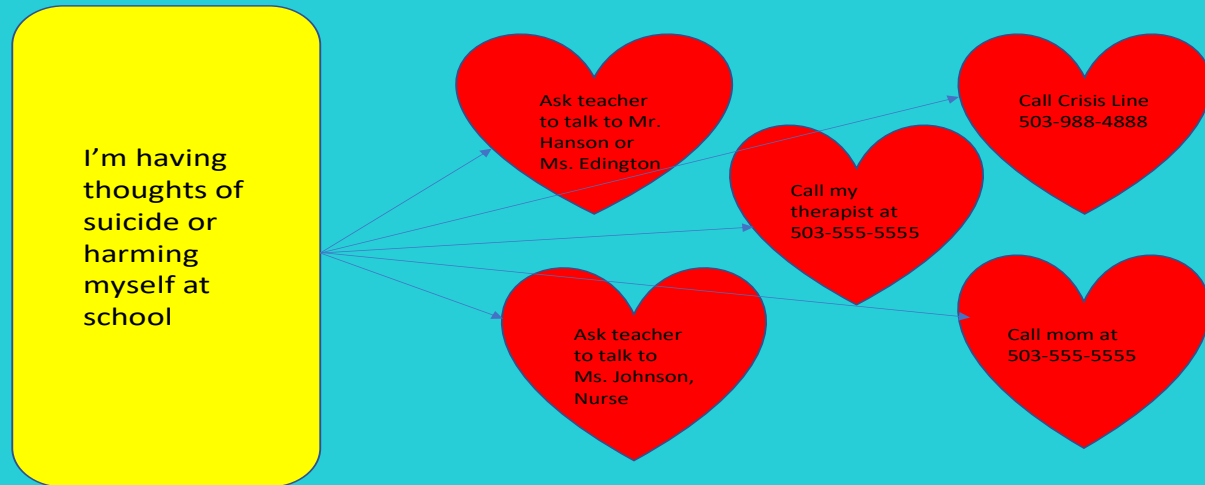 I’m having
thoughts of
suicide or
harming
myself at
school
Ask teacher
to talk to Mr.
Hanson or
Ms. Edington
Call Crisis Line
503-988-4888
Call my
therapist at
503-555-5555
Ask teacher
to talk to
Ms. Johnson,
Nurse
Call mom at
503-555-5555